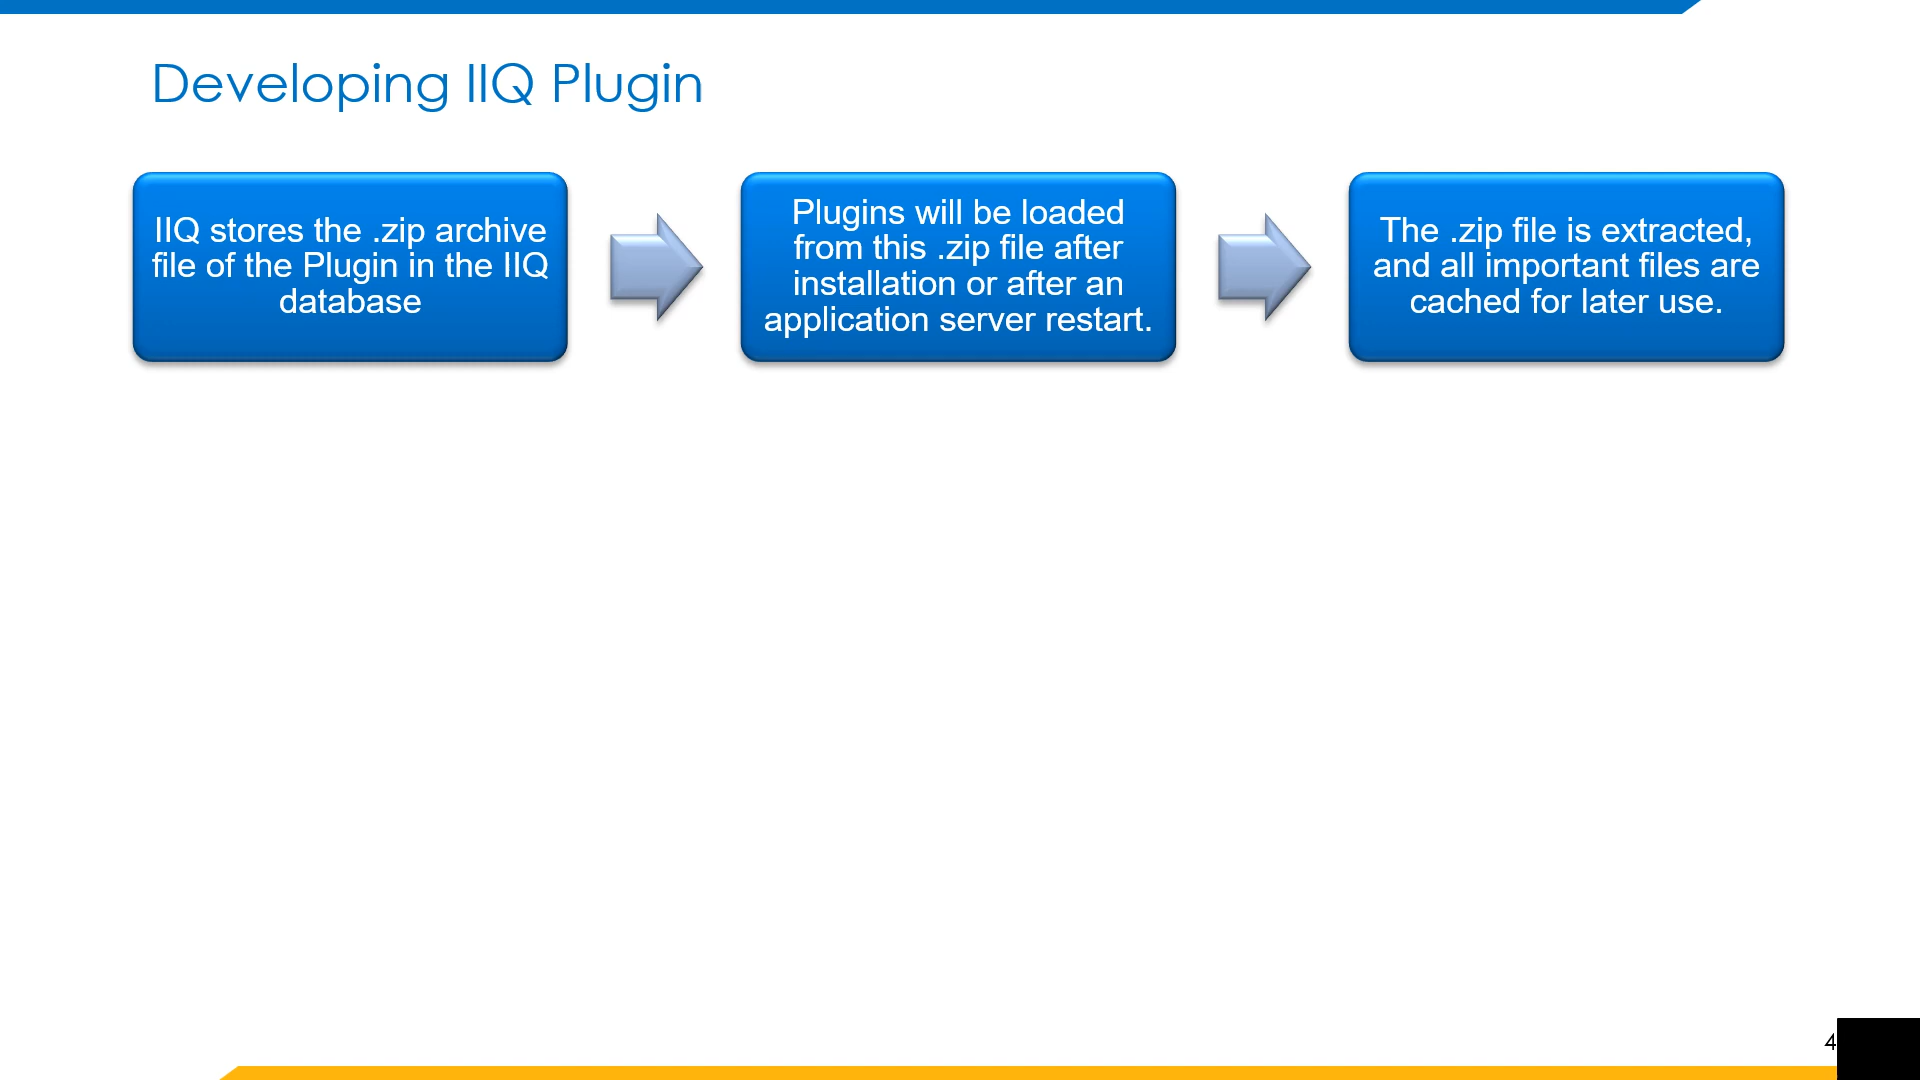 Developing IIQ Plugin
IIQ stores the .zip archive
file of the Plugin in the IIQ
database
Plugins will be loaded
from this .zip file after
installation or after an
application server restart.
The .zip file is extracted,
and all important files are
cached for later use.
4